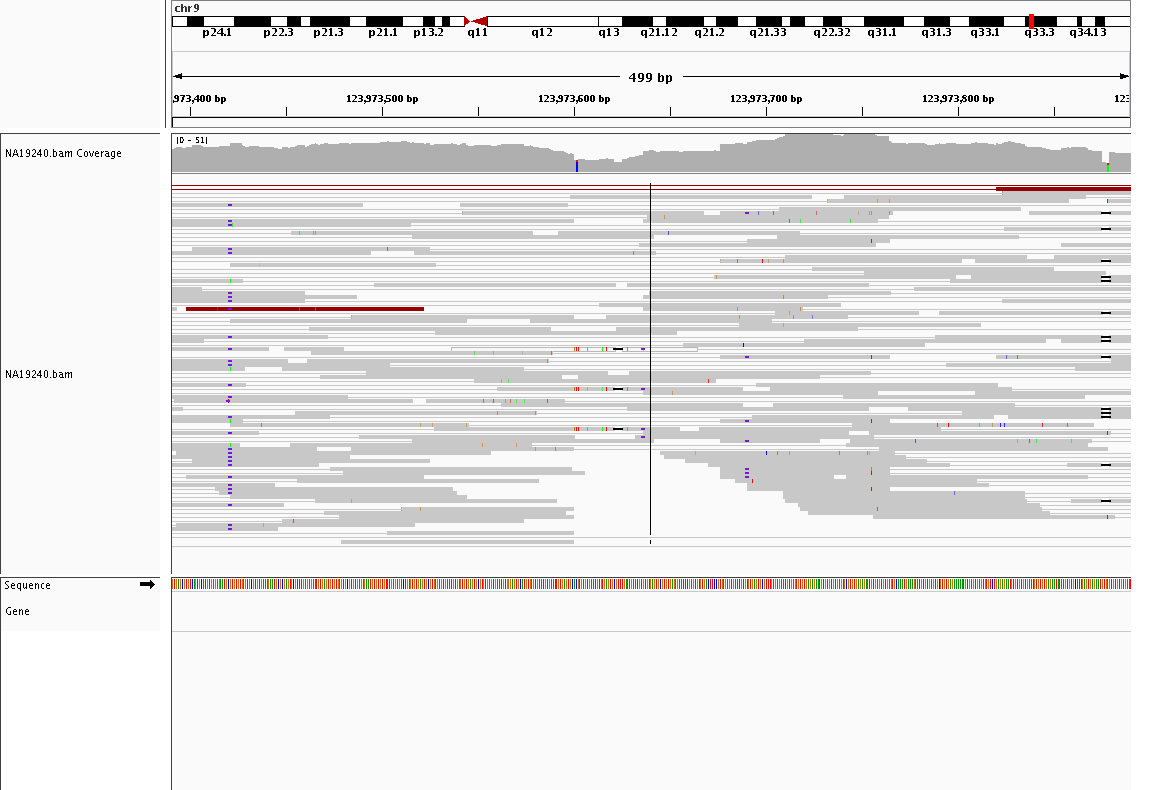 chr9
p24.1 p22.3 p21.3 p21.1 p13.2 q11 q12 q13 q21.12 q21.2 q21.33 q22.32 q31.1 q31.3 q33.1 q33.3 q34.13
499 bp
,973,400 bp 123,973,500 bp 123,973,600 bp 123,973,700 bp 123,973,800 bp 123
NA19240.bam Coverage
[0 - 51]
NA19240.bam
Sequence
Gene